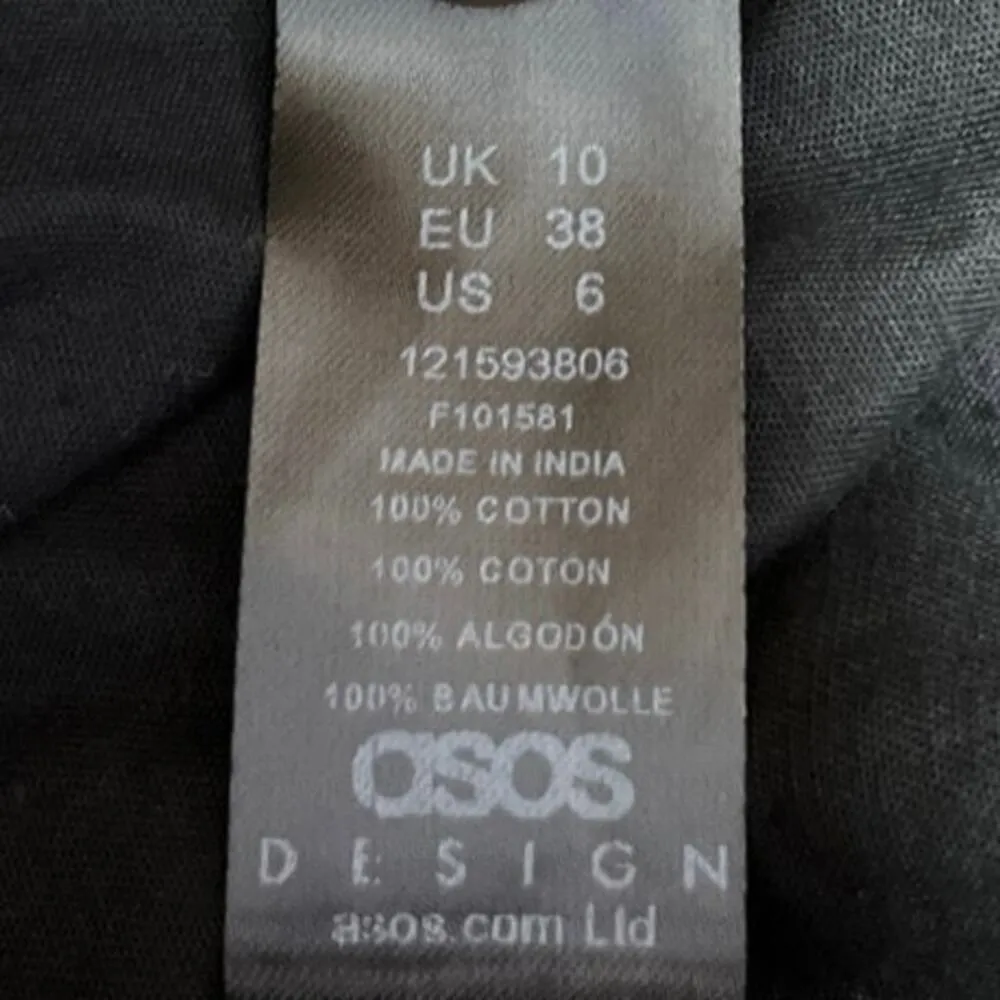 UK 10
EU 38
US 6
121593806
F101581
MADE IN INDIA
100% COTTON
100% COTON
100% ALGODÓN
100% BAUMWOLLE
asos
DESIGN
asos.com Ltd